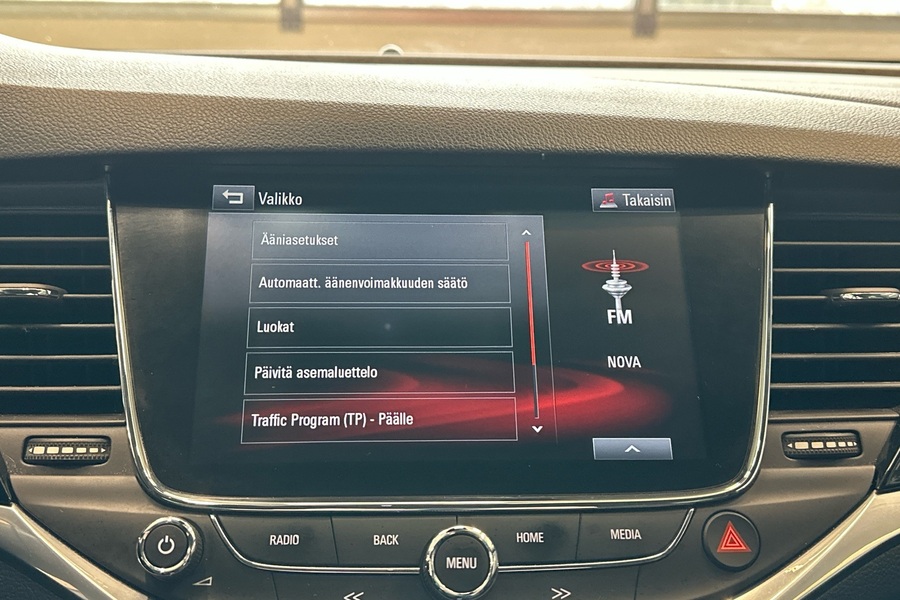 Valikko
Takaisin
Ääniasetukset
Automaatt. äänenvoimakkuuden säätö
Luokat
Päivitä asemaluettelo
Traffic Program (TP) - Päälle
FM
NOVA
RADIO
BACK
MENU
HOME
MEDIA